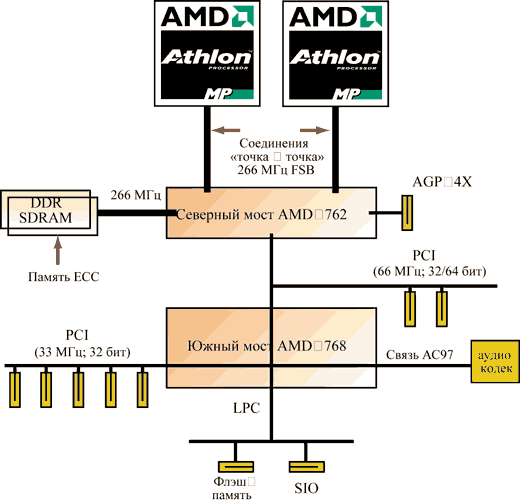 AMD AMD
Athlon Athlon
PROCESSOR PROCESSOR
MP MP
Соединения
«точка □ точка»
266 МГц FSB
266 МГц
DDR
SDRAM
Северный мост AMD□762
AGP□4X
Память ECC
PCI
(66 МГц; 32/64 бит)
PCI
(33 МГц; 32 бит)
Южный мост AMD□768
Связь AC97
аудио
кодек
LPC
Флэш□
память
SIO